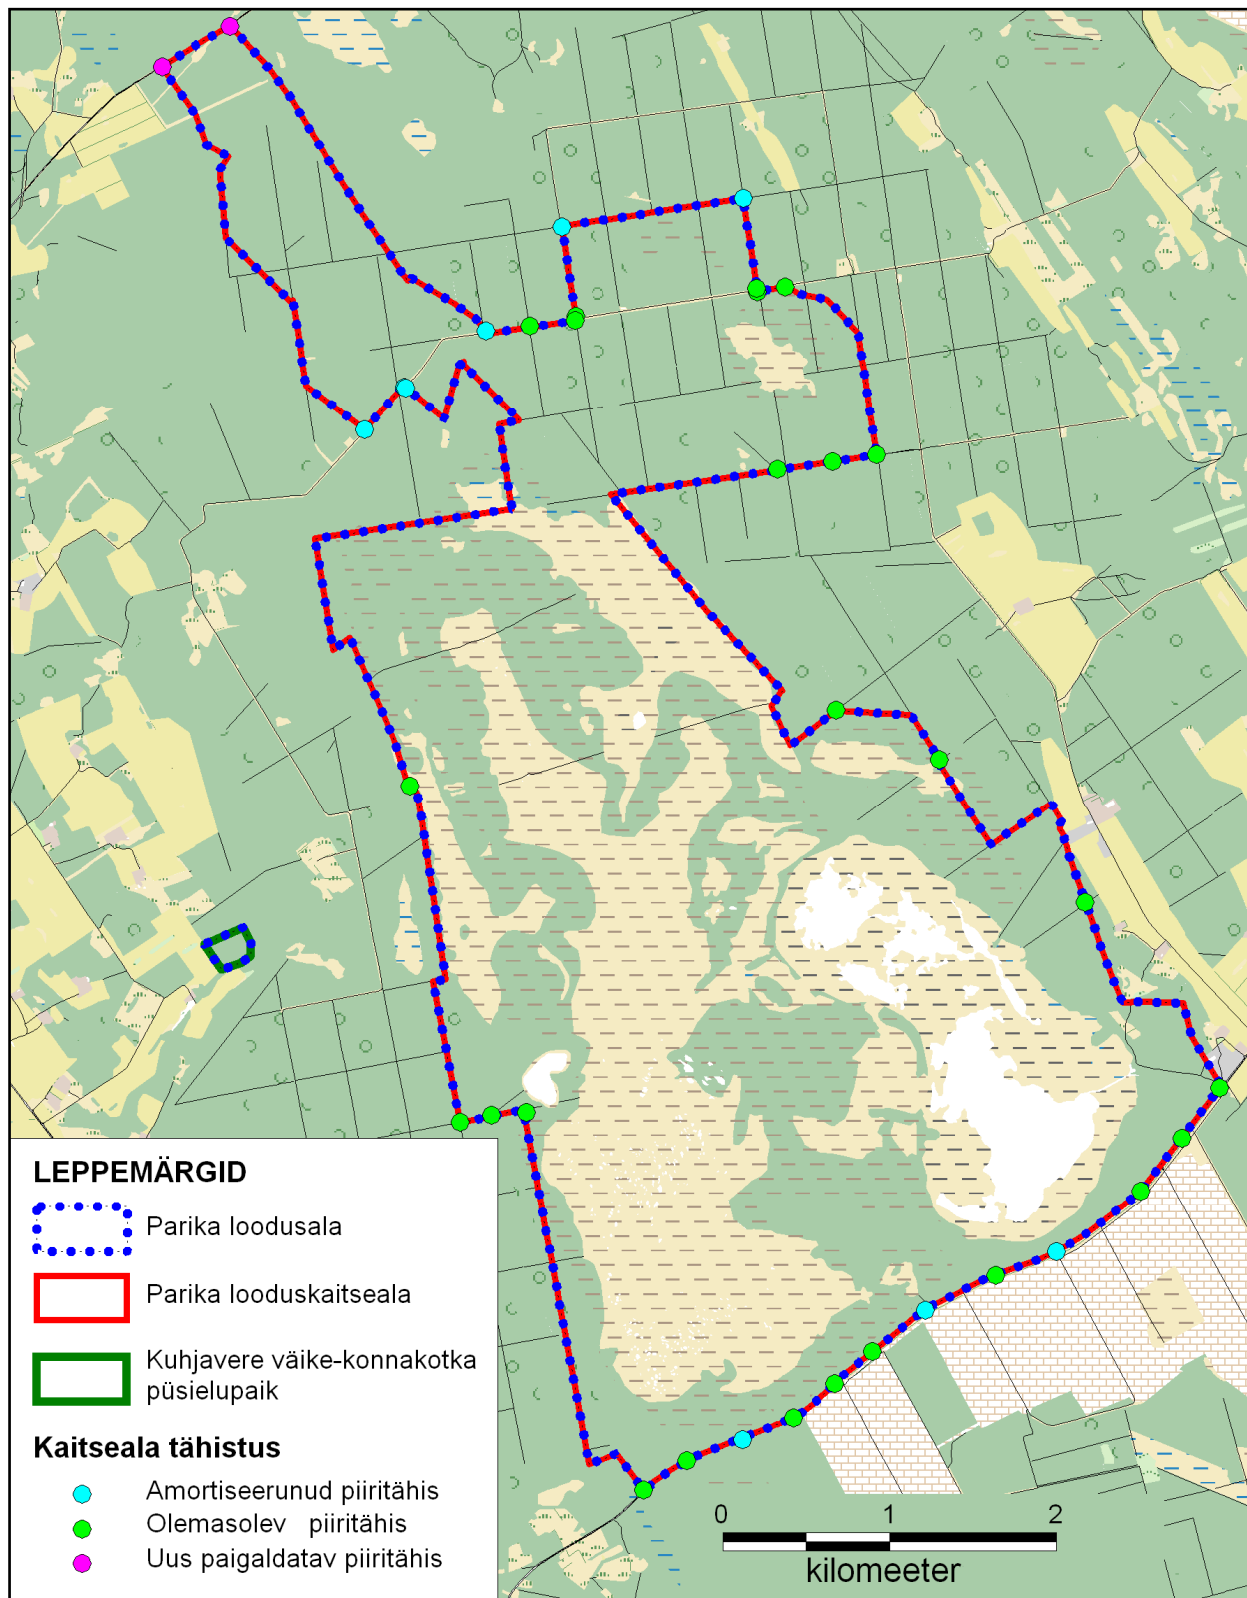 LEPPEMÄRGID
Parika loodusala
Parika looduskaitseala
Kuhjavere väike-konnakotka
püsielupaik
Kaitseala tähistus
Amortiseerunud piiritähis
Olemasolev piiritähis
Uus paigaldatav piiritähis
0 1 2
kilomeeter